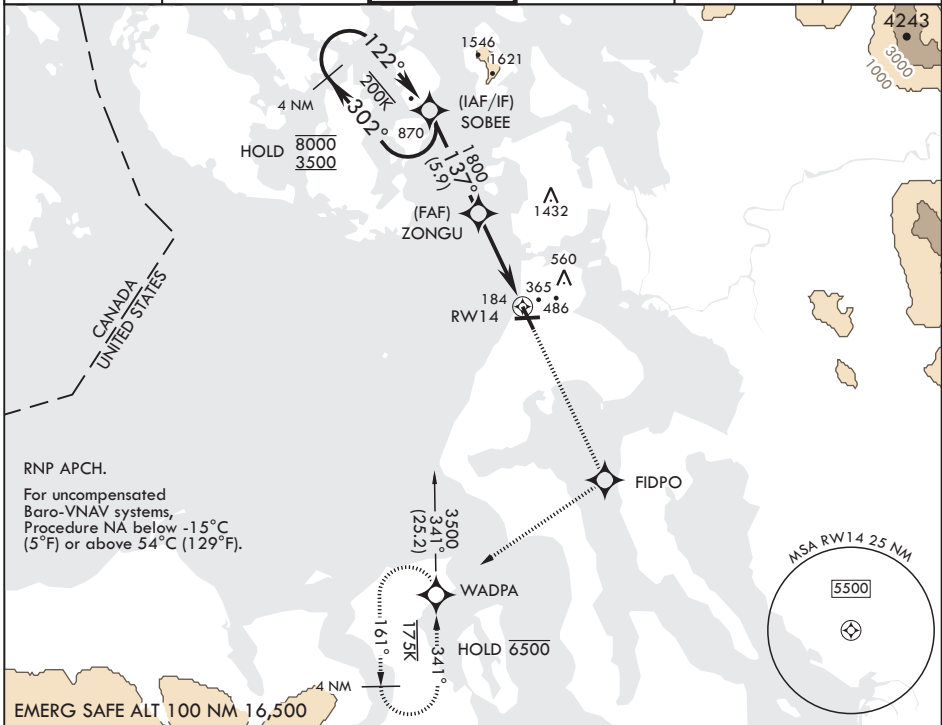 4243
3000
1000
1546
1621
122°
200K
4 NM
302°
870
(IAF/IF)
SOBEE
HOLD 8000
3500
1800
137°
(5.9)
(FAF)
ZONGU
1432
CANADA
UNITED STATES
560
184
365
486
RW14
RNP APCH.
For uncompensated
Baro-VNAV systems,
Procedure NA below -15°C
(5°F) or above 54°C (129°F).
FIDPO
3500
341°
(25.2)
MSA RW14 25 NM
5500
WADPA
161°
175K
341°
HOLD 6500
4 NM
EMERG SAFE ALT 100 NM 16,500